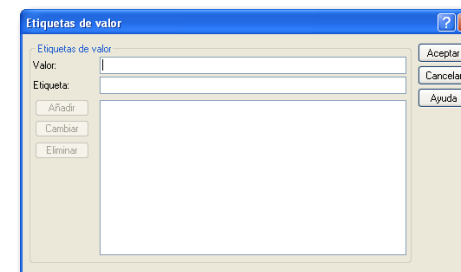 Etiquetas de valor
Etiquetas de valor
Valor:
Etiqueta:
Añadir
Cambiar
Eliminar
Aceptar
Cancelar
Ayuda